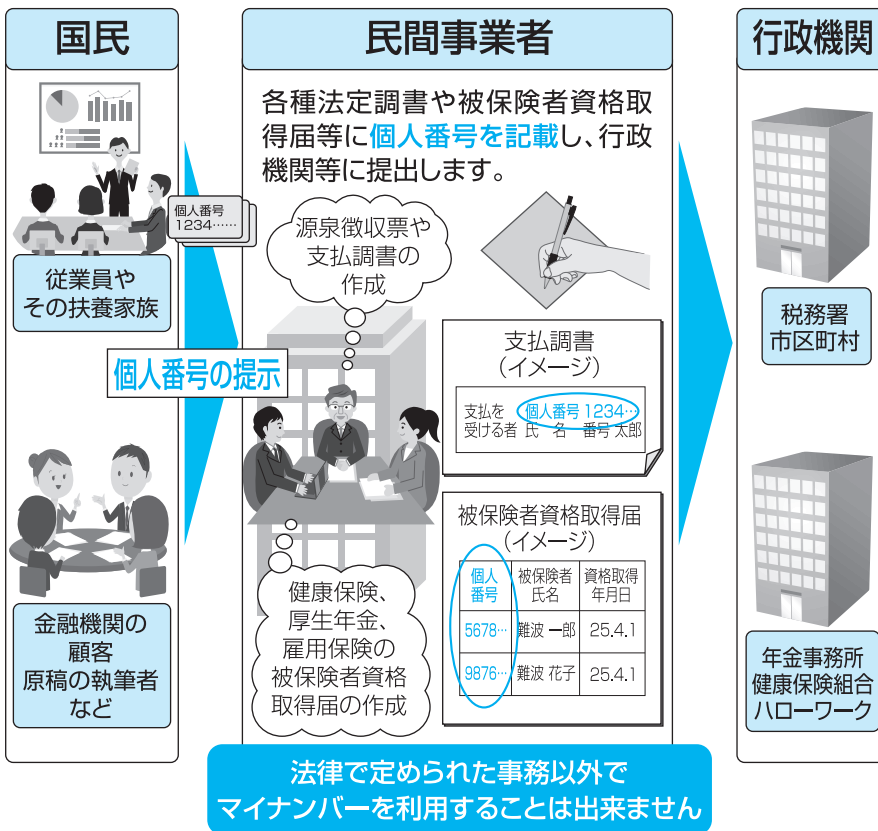 国民
従業員や
その扶養家族
個人番号
1234……
個人番号の提示
金融機関の
顧客
原稿の執筆者
など
民間事業者
各種法定調書や被保険者資格取
得届等に個人番号を記載し、行政
機関等に提出します。
源泉徴収票や
支払調書の
作成
支払調書
（イメージ）
支払を
受ける者
個人番号 1234…
氏 名 番号 太郎
健康保険、
厚生年金、
雇用保険の
被保険者資格
取得届の作成
被保険者資格取得届
（イメージ）
個人
番号
被保険者
氏名
資格取得
年月日
5678… 難波 一郎 25.4.1
9876… 難波 花子 25.4.1
行政機関
税務署
市区町村
年金事務所
健康保険組合
ハローワーク
法律で定められた事務以外で
マイナンバーを利用することは出来ません